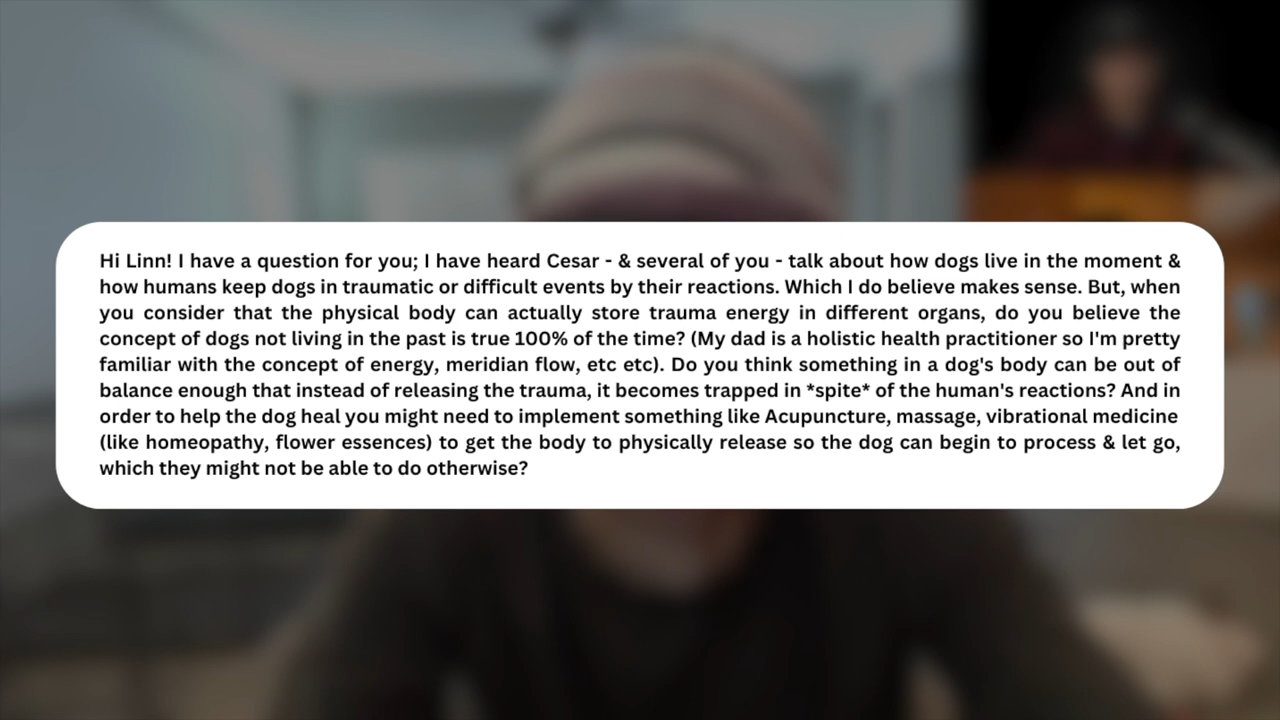 Hi Linn! I have a question for you; I have heard Cesar - & several of you - talk about how dogs live in the moment &
how humans keep dogs in traumatic or difficult events by their reactions. Which I do believe makes sense. But, when
you consider that the physical body can actually store trauma energy in different organs, do you believe the
concept of dogs not living in the past is true 100% of the time? (My dad is a holistic health practitioner so I'm pretty
familiar with the concept of energy, meridian flow, etc etc). Do you think something in a dog's body can be out of
balance enough that instead of releasing the trauma, it becomes trapped in *spite* of the human's reactions? And in
order to help the dog heal you might need to implement something like Acupuncture, massage, vibrational medicine
(like homeopathy, flower essences) to get the body to physically release so the dog can begin to process & let go,
which they might not be able to do otherwise?